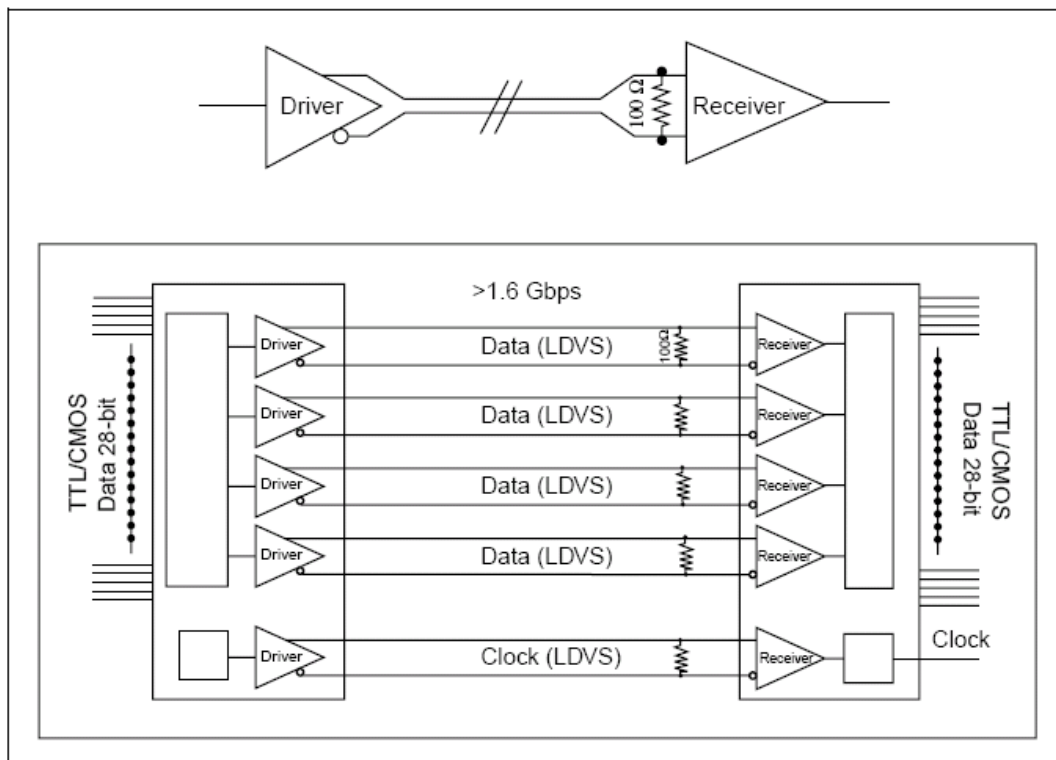 Driver
100 Ω
Receiver
>1.6 Gbps
TTL/CMOS
Data 28-bit
Driver
Data (LDVS)
100Ω
Receiver
Driver
Data (LDVS)
Receiver
Driver
Data (LDVS)
Receiver
Driver
Data (LDVS)
Receiver
TTL/CMOS
Data 28-bit
Driver
Clock (LDVS)
Receiver
Clock